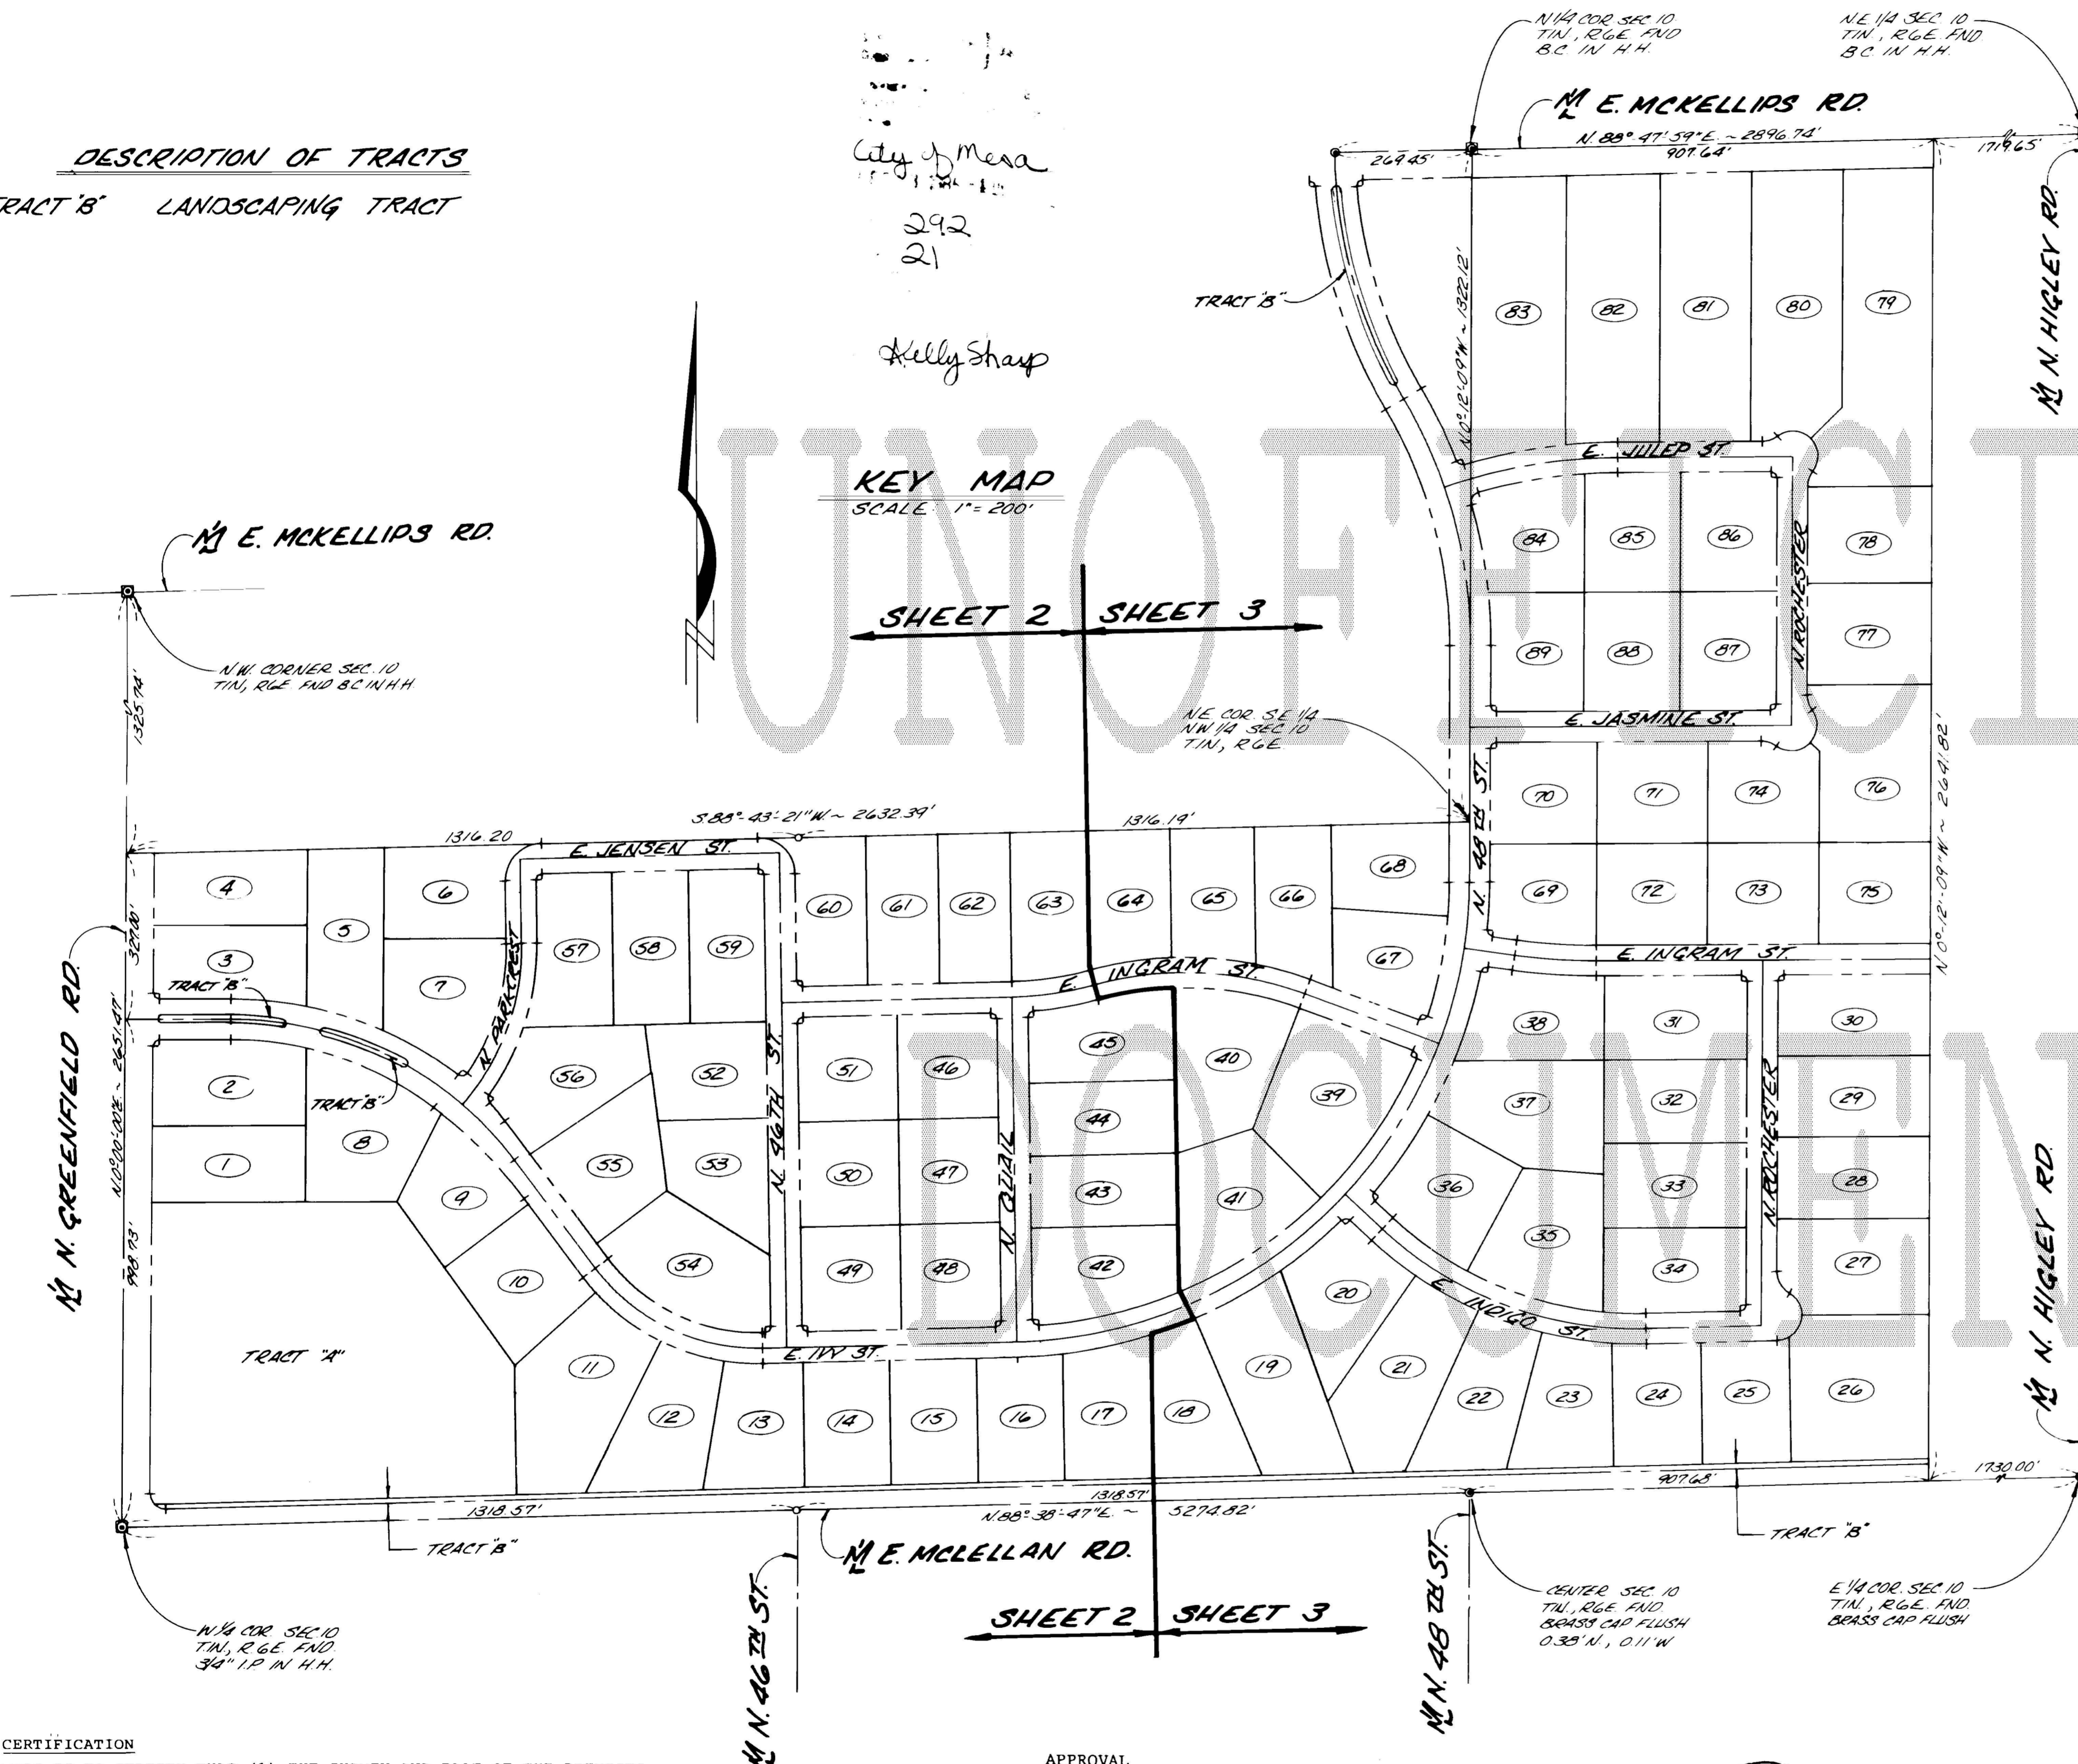 DESCRIPTION OF TRACTS
TRACT "B" LANDSCAPING TRACT
City of Mesa
292
21
Kelly Sharp
N 1/4 COR SEC 10
T1N, R6E FND
B.C. IN H.H.
N.E. 1/4 SEC. 10
T1N, R6E. FND
B.C. IN H.H.
E. MCKELLIPS RD.
N. 88°-47'-59"E. ~ 2896.74'
269.45'
907.64'
1719.65'
N. HIGLEY RD.
TRACT "B"
N0°-12'-09"W ~ 1322.12'
83
82
81
80
79
KEY MAP
SCALE: 1" = 200'
E. JULEP ST.
E. MCKELLIPS RD.
UNOFFICI
84
85
86
78
N. ROCHESTER
SHEET 2
SHEET 3
89
88
87
77
N.W. CORNER SEC. 10
T1N, R6E. FND B.C IN H.H.
1325.74'
N.E. COR. SE 1/4
NW 1/4 SEC 10
T1N, R6E
E. JASMINE ST.
70
71
74
76
N0°-12'-09"W ~ 2641.82'
S.88°-43'-21"W. ~ 2632.39'
1316.20
1316.19'
E. JENSEN ST.
N. 48TH ST.
4
6
5
3
7
327.00'
N. PARKCREST
57
58
59
60
61
62
63
64
65
66
68
67
69
72
73
75
E. INGRAM ST.
E. INGRAM ST.
N. GREENFIELD RD.
TRACT "B"
TRACT "B"
N.0°00'-00"E. ~ 2651.47'
2
1
8
56
52
55
53
N. 46TH ST.
51
46
50
47
49
48
N. QUAIL
45
44
43
42
40
39
41
38
31
30
37
32
29
36
33
28
35
34
27
N. ROCHESTER
DOCUMEN
9
10
54
998.73'
TRACT "A"
E. IVY ST.
E. INDIGO ST.
N. HIGLEY RD.
11
12
13
14
15
16
17
18
19
20
21
22
23
24
25
26
1318.57'
1318.57'
907.68'
1730.00'
N.88°-38'-47"E. ~ 5274.82'
TRACT "B"
TRACT "B"
E. MCLELLAN RD.
N. 46TH ST.
N. 48TH ST.
SHEET 2
SHEET 3
W 1/4 COR. SEC 10
T1N, R6E. FND.
3/4" I.P. IN H.H.
CENTER SEC. 10
T1N., R6E. FND.
BRASS CAP FLUSH
0.38' N., 0.11' W
E 1/4 COR. SEC. 10
T1N., R6E. FND.
BRASS CAP FLUSH
CERTIFICATION
APPROVAL